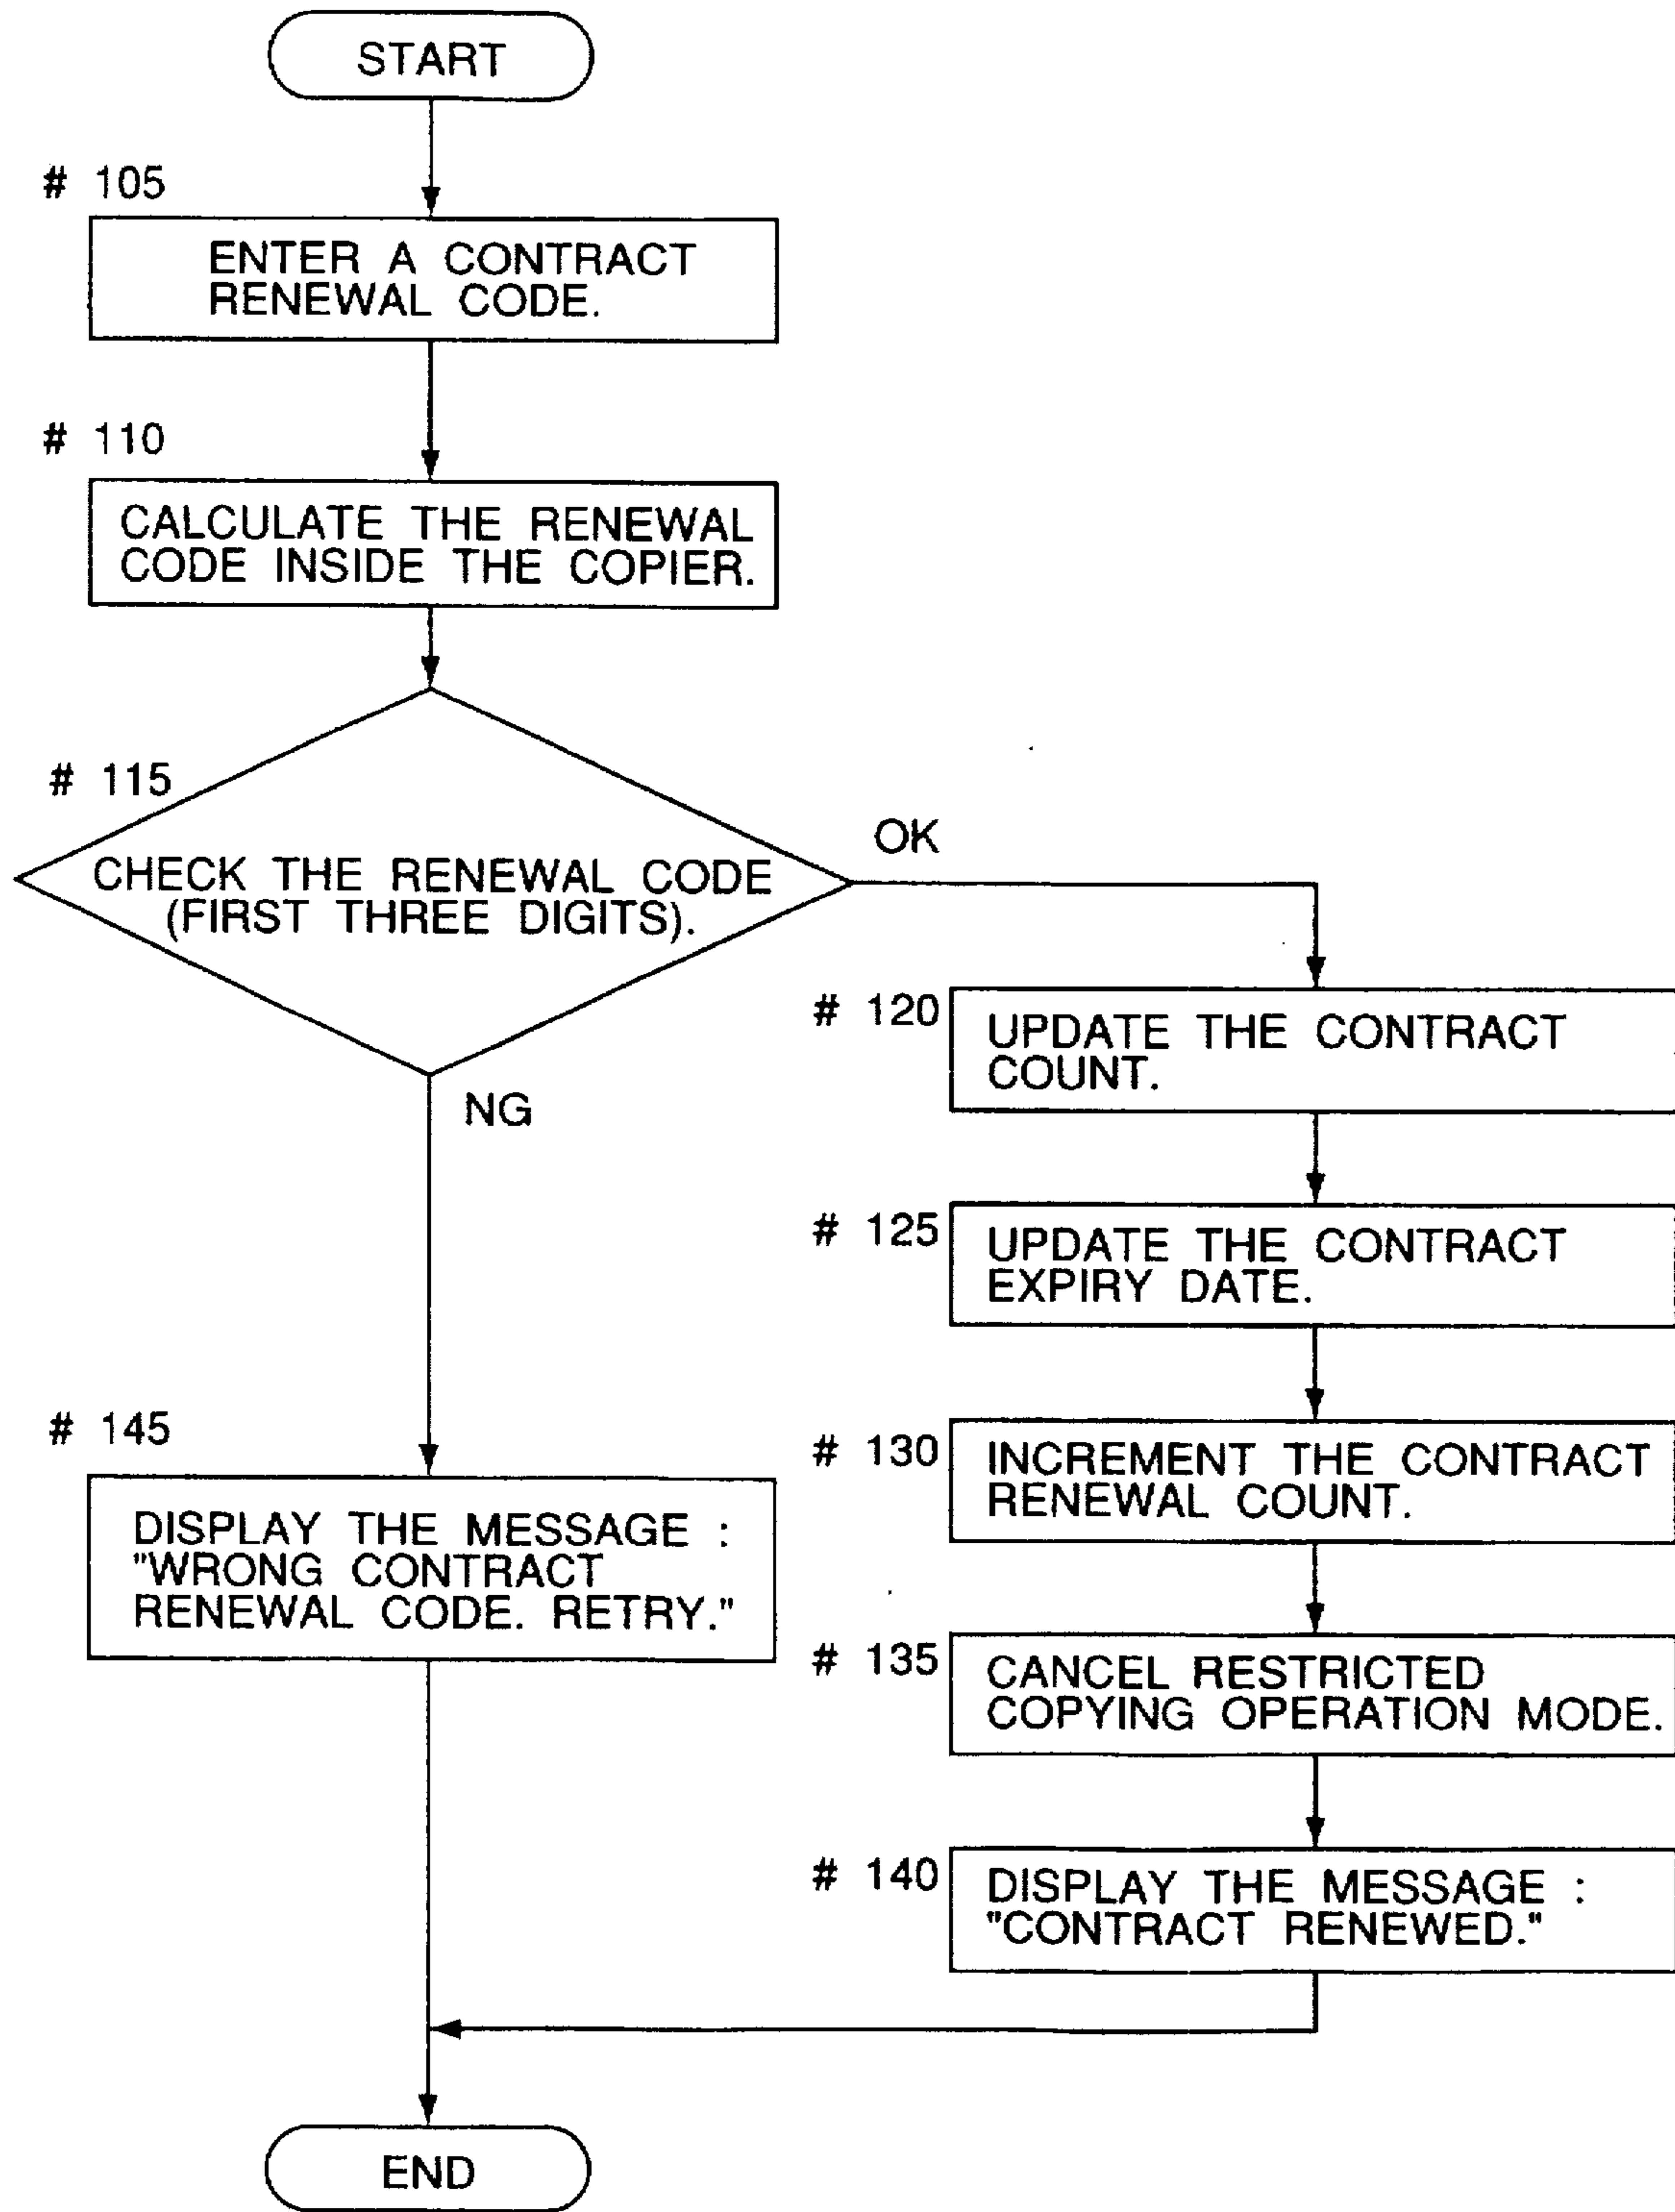 START
# 105
ENTER A CONTRACT
RENEWAL CODE.
# 110
CALCULATE THE RENEWAL
CODE INSIDE THE COPIER.
# 115
CHECK THE RENEWAL CODE
(FIRST THREE DIGITS).
OK
NG
# 120
UPDATE THE CONTRACT
COUNT.
# 125
UPDATE THE CONTRACT
EXPIRY DATE.
# 130
INCREMENT THE CONTRACT
RENEWAL COUNT.
# 135
CANCEL RESTRICTED
COPYING OPERATION MODE.
# 140
DISPLAY THE MESSAGE :
"CONTRACT RENEWED."
# 145
DISPLAY THE MESSAGE :
"WRONG CONTRACT
RENEWAL CODE. RETRY."
END